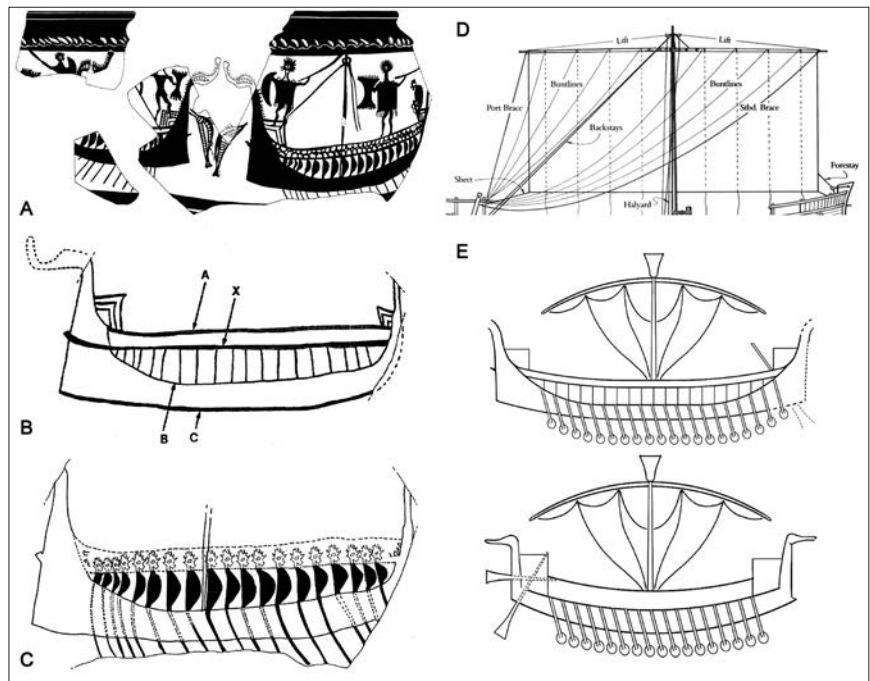 A
D
Lift
Lift
Port Brace
Buntlines
Buntlines
Stbd. Brace
Backstays
Forestay
Sheet
Halyard
A
X
B
C
B
E
C